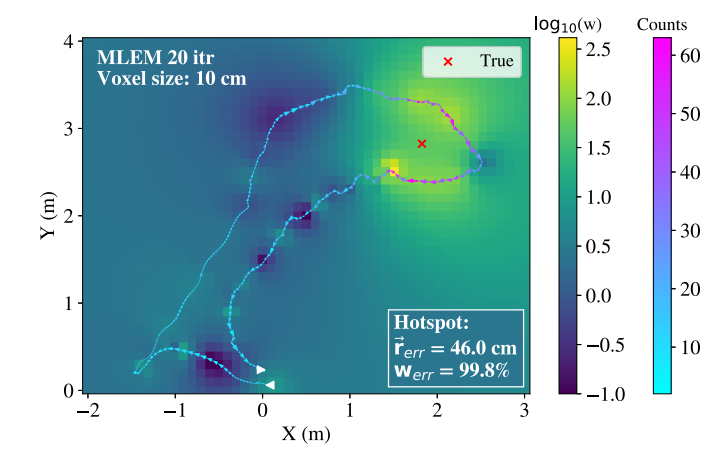 log₁₀(w)
Counts
MLEM 20 itr
Voxel size: 10 cm
True
Hotspot:
r⃗err = 46.0 cm
werr = 99.8%
Y (m)
4
3
2
1
0
−2
−1
0
1
2
3
X (m)
2.5
2.0
1.5
1.0
0.5
0.0
−0.5
−1.0
60
50
40
30
20
10